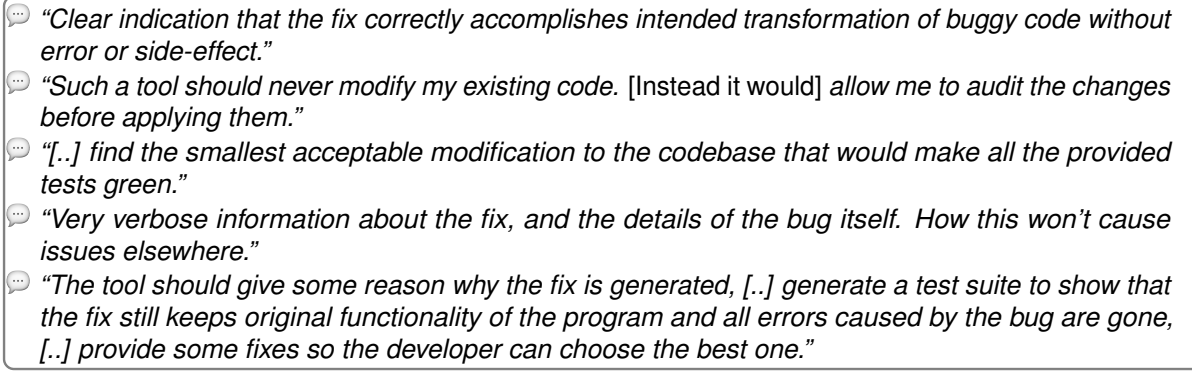 “Clear indication that the fix correctly accomplishes intended transformation of buggy code without
error or side-effect.”
“Such a tool should never modify my existing code. [Instead it would] allow me to audit the changes
before applying them.”
“[..] find the smallest acceptable modification to the codebase that would make all the provided
tests green.”
“Very verbose information about the fix, and the details of the bug itself. How this won’t cause
issues elsewhere.”
“The tool should give some reason why the fix is generated, [..] generate a test suite to show that
the fix still keeps original functionality of the program and all errors caused by the bug are gone,
[..] provide some fixes so the developer can choose the best one.”